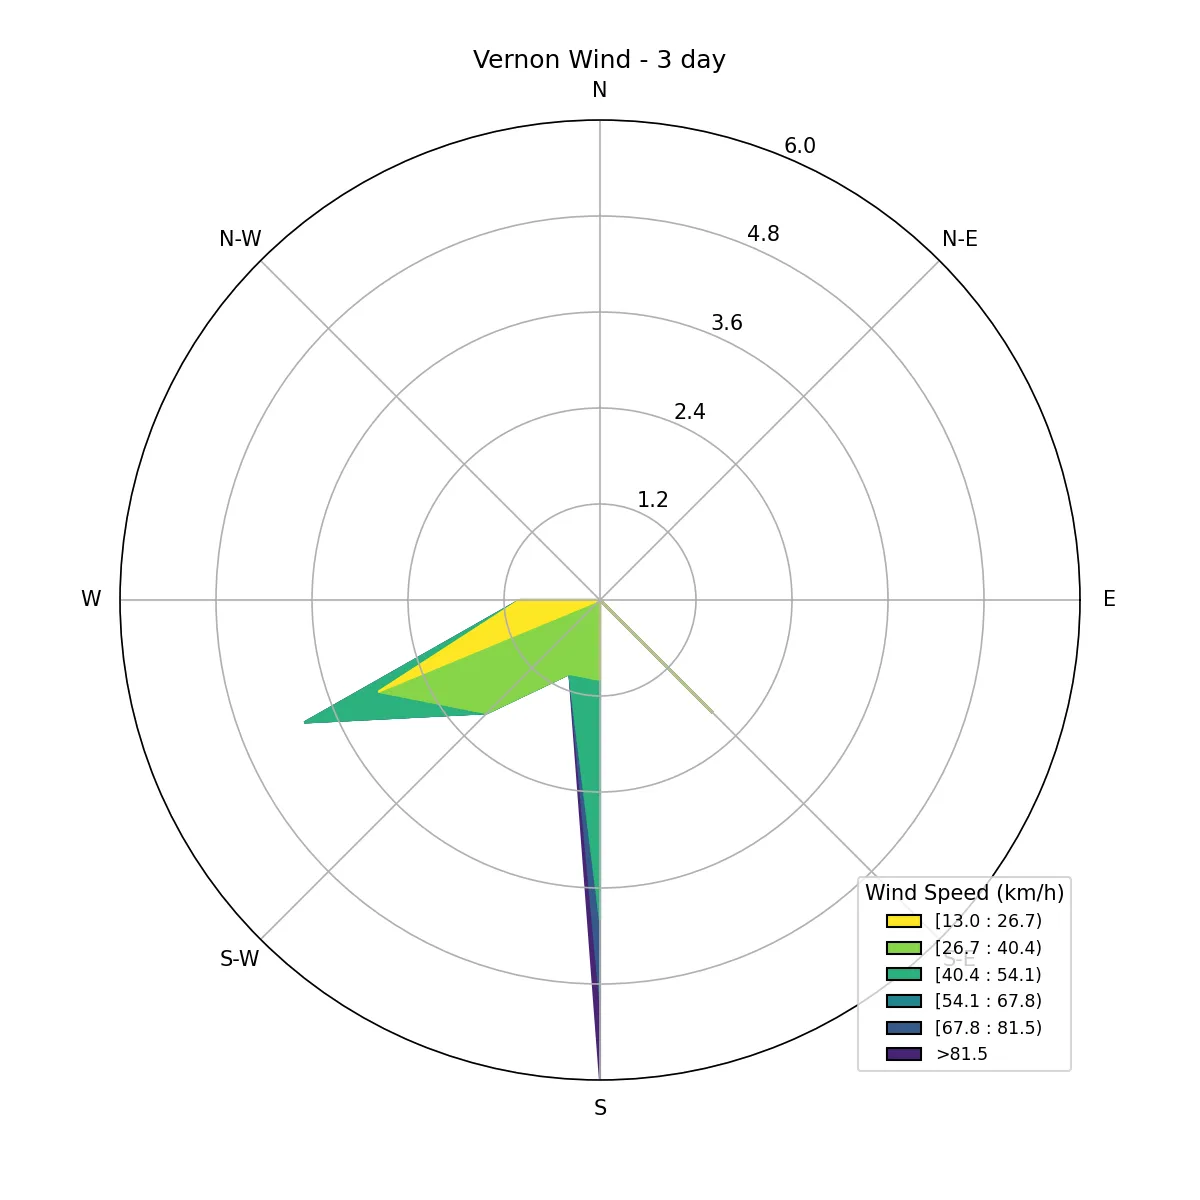 Vernon Wind - 3 day
N
6.0
N-W
N-E
4.8
3.6
2.4
1.2
W
E
S-W
S-E
S
Wind Speed (km/h)
[13.0 : 26.7)
[26.7 : 40.4)
[40.4 : 54.1)
[54.1 : 67.8)
[67.8 : 81.5)
>81.5